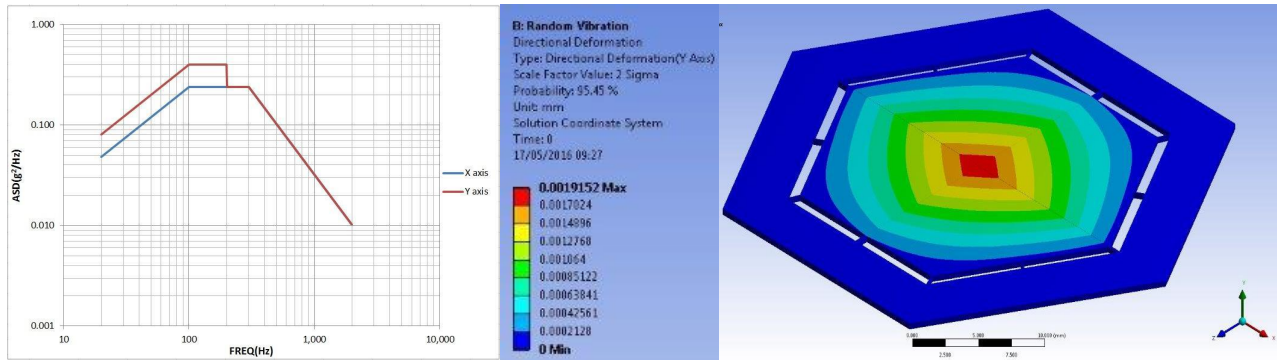 1.000
0.100
0.010
0.001
ASD(g²/Hz)
10
100
1,000
10,000
FREQ(Hz)
X axis
Y axis
B: Random Vibration
Directional Deformation
Type: Directional Deformation(Y Axis)
Scale Factor Value: 2 Sigma
Probability: 95.45 %
Unit: mm
Solution Coordinate System
Time: 0
17/05/2016 09:27
0.0019152 Max
0.0017024
0.0014896
0.0012768
0.001064
0.00085122
0.00063841
0.00042561
0.0002128
0 Min
0.000
5.000
10.000 (mm)
2.500
7.500
Y
Z
X